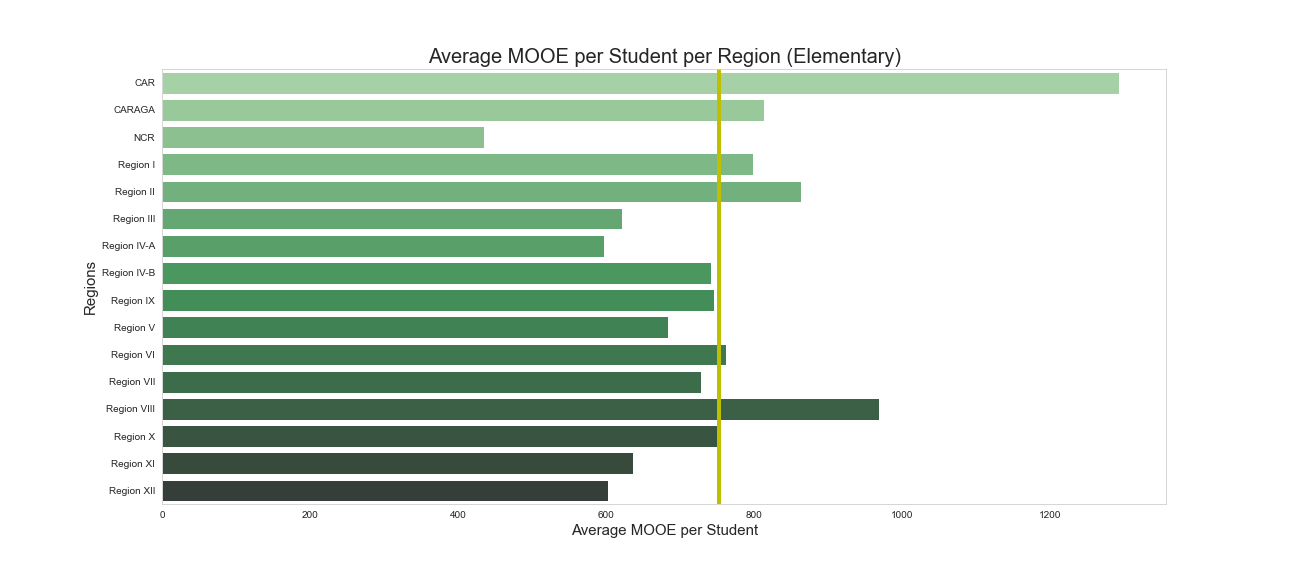 Average MOOE per Student per Region (Elementary)
Regions
CAR
CARAGA
NCR
Region I
Region II
Region III
Region IV-A
Region IV-B
Region IX
Region V
Region VI
Region VII
Region VIII
Region X
Region XI
Region XII
0 200 400 600 800 1000 1200
Average MOOE per Student